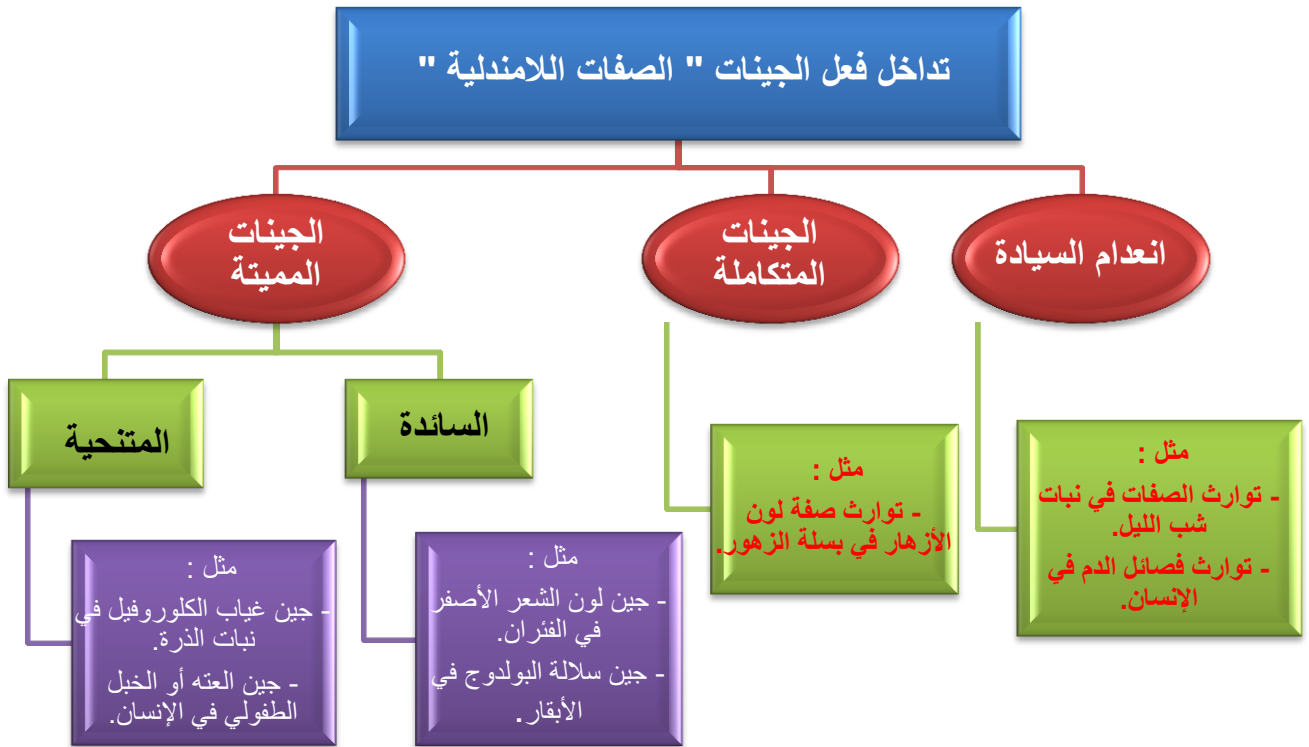 تداخل فعل الجينات " الصفات اللامندلية "
انعدام السيادة
الجينات
المتكاملة
الجينات
المميتة
السائدة
المتنحية
مثل :
- توارث الصفات في نبات
شب الليل.
- توارث فصائل الدم في
الإنسان.
مثل :
- توارث صفة لون
الأزهار في بسلة الزهور.
مثل :
- جين لون الشعر الأصفر
في الفئران.
- جين سلالة البولدوج في
الأبقار.
مثل :
- جين غياب الكلوروفيل في
نبات الذرة.
- جين العته أو الخبل
الطفولي في الإنسان.